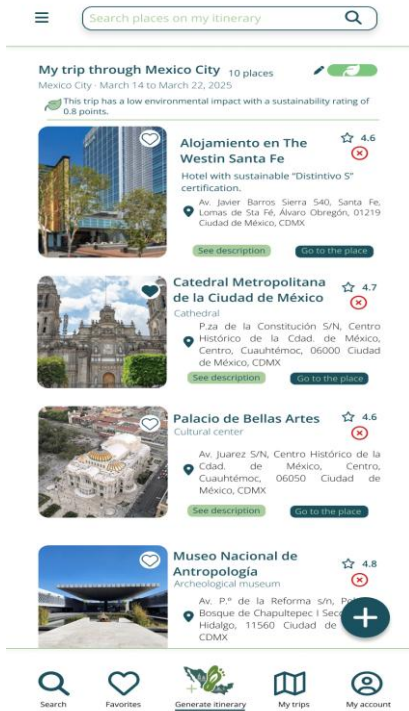 Search places on my itinerary
My trip through Mexico City 10 places
Mexico City - March 14 to March 22, 2025
This trip has a low environmental impact with a sustainability rating of
0.8 points.
Alojamiento en The
Westin Santa Fe
4.6
Hotel with sustainable “Distintivo S”
certification.
Av. Javier Barros Sierra 540, Santa Fe,
Lomas de Sta Fé, Álvaro Obregón, 01219
Ciudad de México, CDMX
See description Go to the place
Catedral Metropolitana
de la Ciudad de México
4.7
Cathedral
P.za de la Constitución S/N, Centro
Histórico de la Cdad. de México,
Centro, Cuauhtémoc, 06000 Ciudad
de México, CDMX
See description Go to the place
Palacio de Bellas Artes
4.6
Cultural center
Av. Juarez S/N, Centro Histórico de la
Cdad. de México, Centro,
Cuauhtémoc, 06050 Ciudad de
México, CDMX
See description Go to the place
Museo Nacional de
Antropología
4.8
Archeological museum
Av. P.º de la Reforma s/n,
Bosque de Chapultepec I
Hidalgo, 11560 Ciudad de
CDMX
Search Favorites Generate itinerary My trips My account